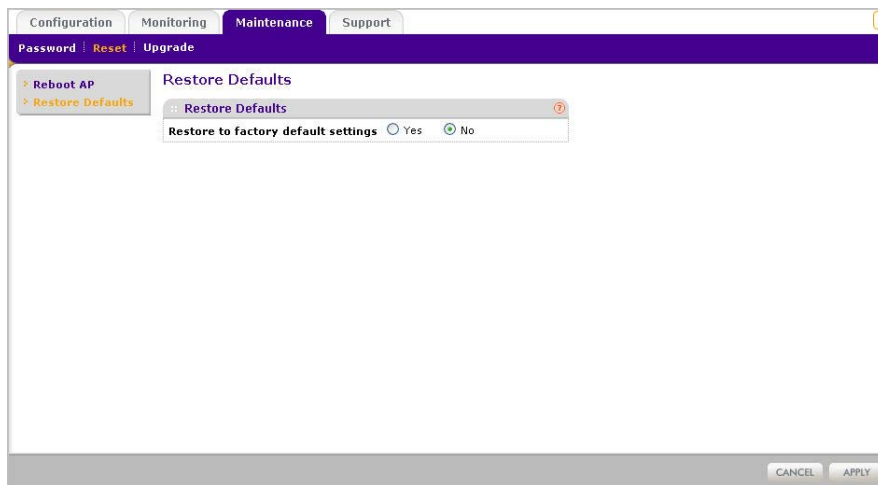 Configuration Monitoring Maintenance Support
Password Reset Upgrade
Reboot AP
Restore Defaults
Restore Defaults
Restore Defaults ?
Restore to factory default settings Yes No
CANCEL APPLY